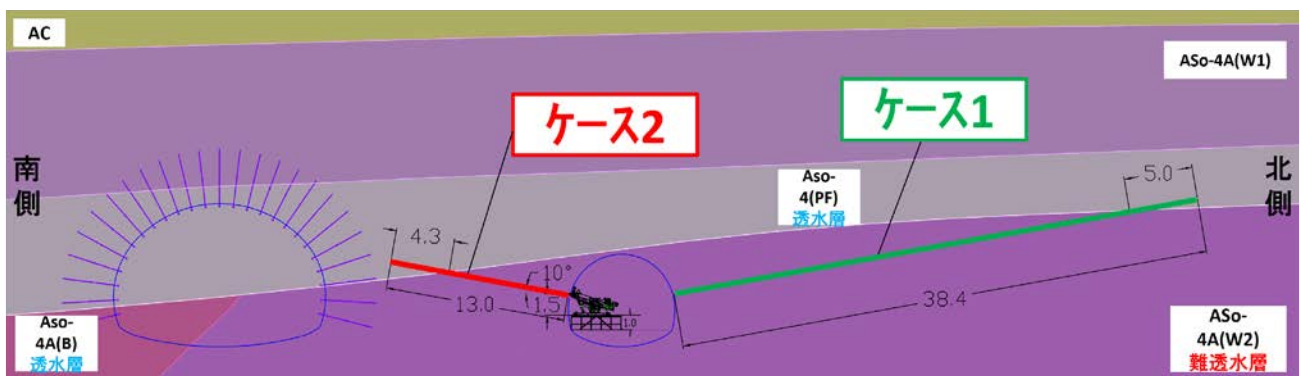 AC
ASo-4A(W1)
ケース2
ケース1
南
側
北
側
Aso-
4(PF)
透水層
5.0
4.3
10°
13.0
1.5
1.0
38.4
Aso-
4A(B)
透水層
ASo-
4A(W2)
難透水層